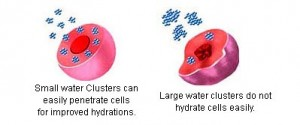 Small water Clusters can
easily penetrate cells
for improved hydrations.
Large water clusters do not
hydrate cells easily.